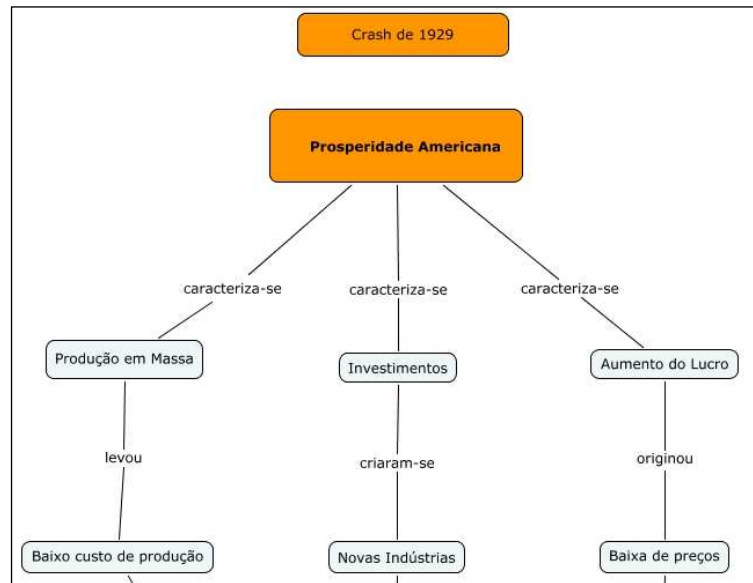 Crash de 1929
Prosperidade Americana
caracteriza-se
caracteriza-se
caracteriza-se
Produção em Massa
Investimentos
Aumento do Lucro
levou
criaram-se
originou
Baixo custo de produção
Novas Indústrias
Baixa de preços